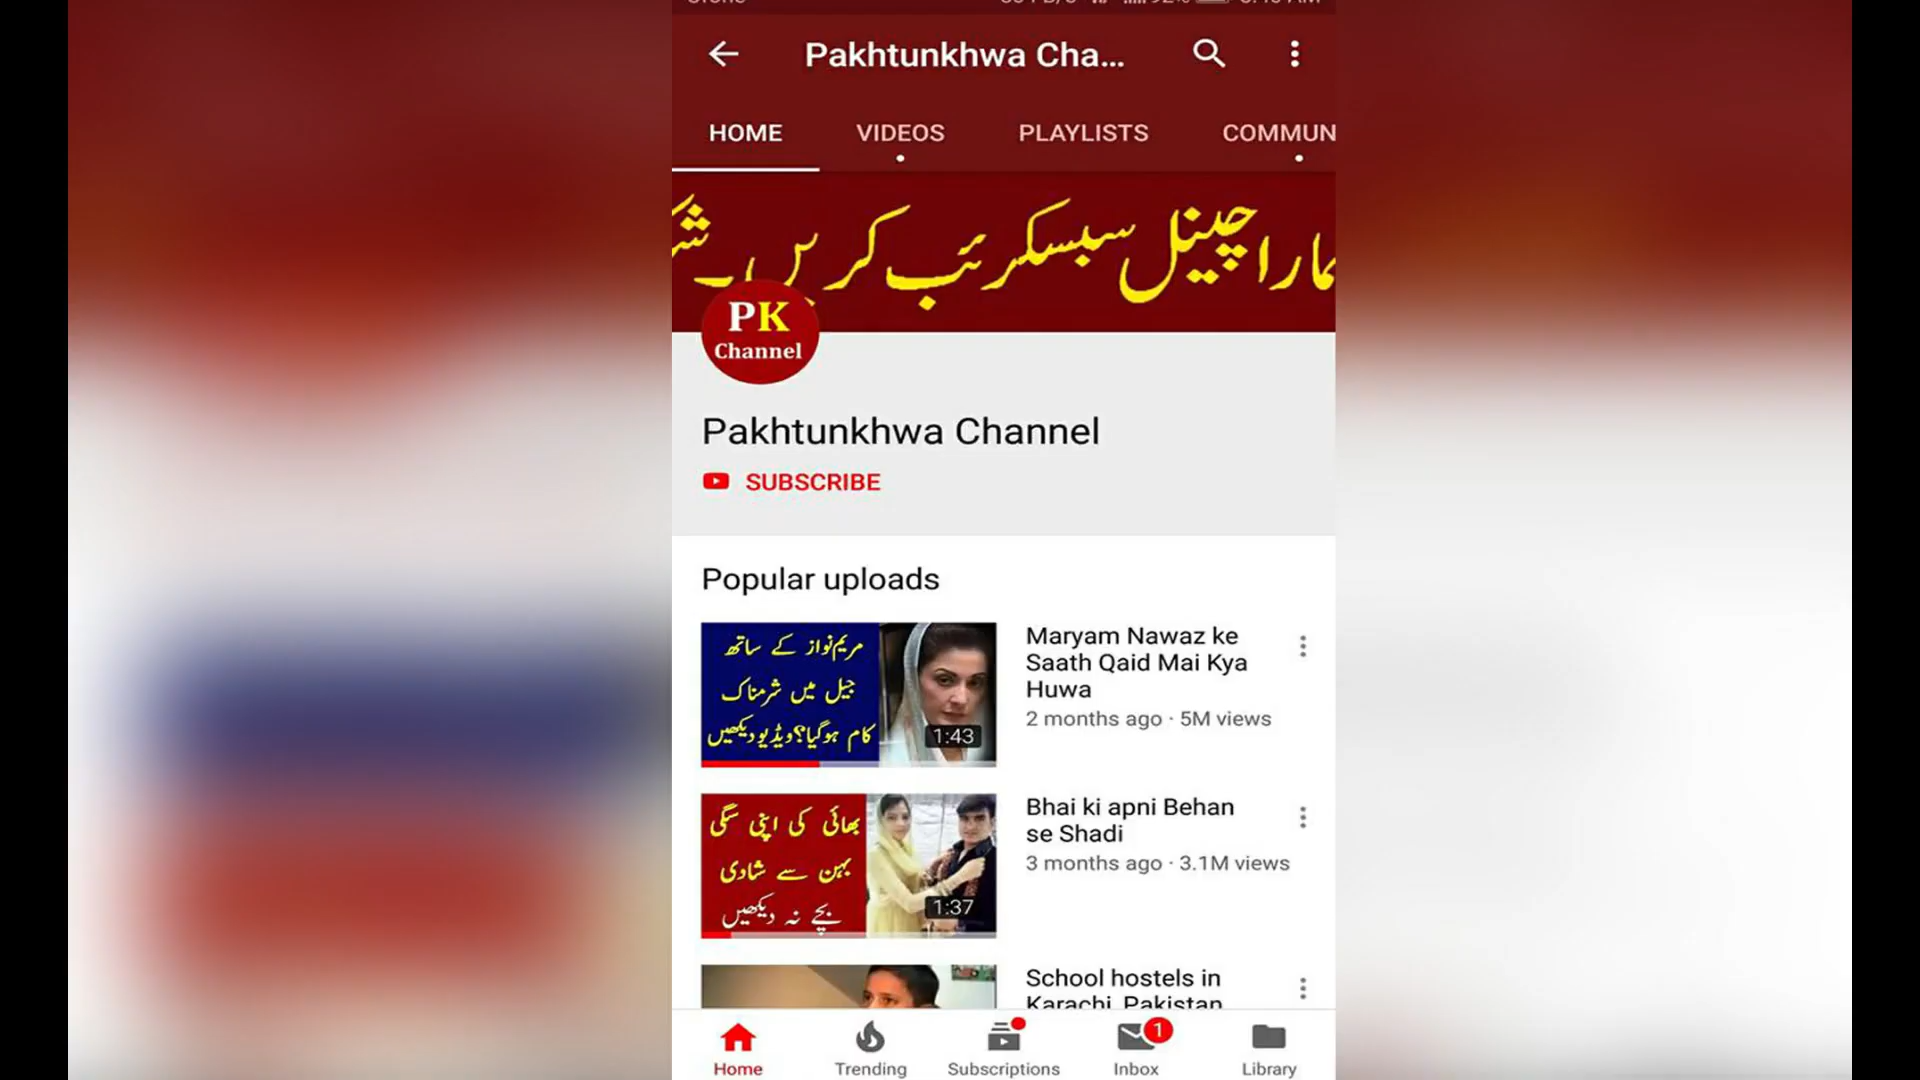 Pakhtunkhwa Cha...
HOME VIDEOS PLAYLISTS COMMUN
ہمارا چینل سبسکرائب کریں۔
PK
Channel
Pakhtunkhwa Channel
SUBSCRIBE
Popular uploads
مریم نواز کے ساتھ
جیل میں شرمناک
کام ہوگیا؟ویڈیو دیکھیں
1:43
Maryam Nawaz ke
Saath Qaid Mai Kya
Huwa
2 months ago · 5M views
بھائی کی اپنی سگی
بہن سے شادی
بچے نہ دیکھیں
1:37
Bhai ki apni Behan
se Shadi
3 months ago · 3.1M views
School hostels in
Karachi, Pakistan
1
Home Trending Subscriptions Inbox Library